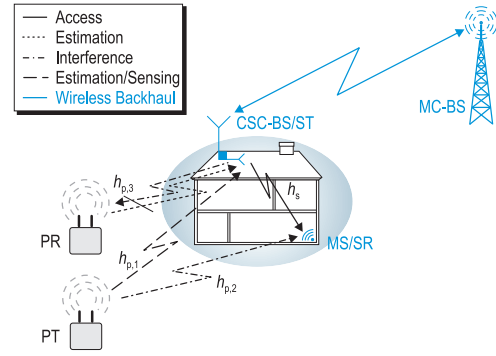 Access
Estimation
Interference
Estimation/Sensing
Wireless Backhaul
MC-BS
CSC-BS/ST
h_{p,3}
h_s
PR
MS/SR
h_{p,1}
h_{p,2}
PT